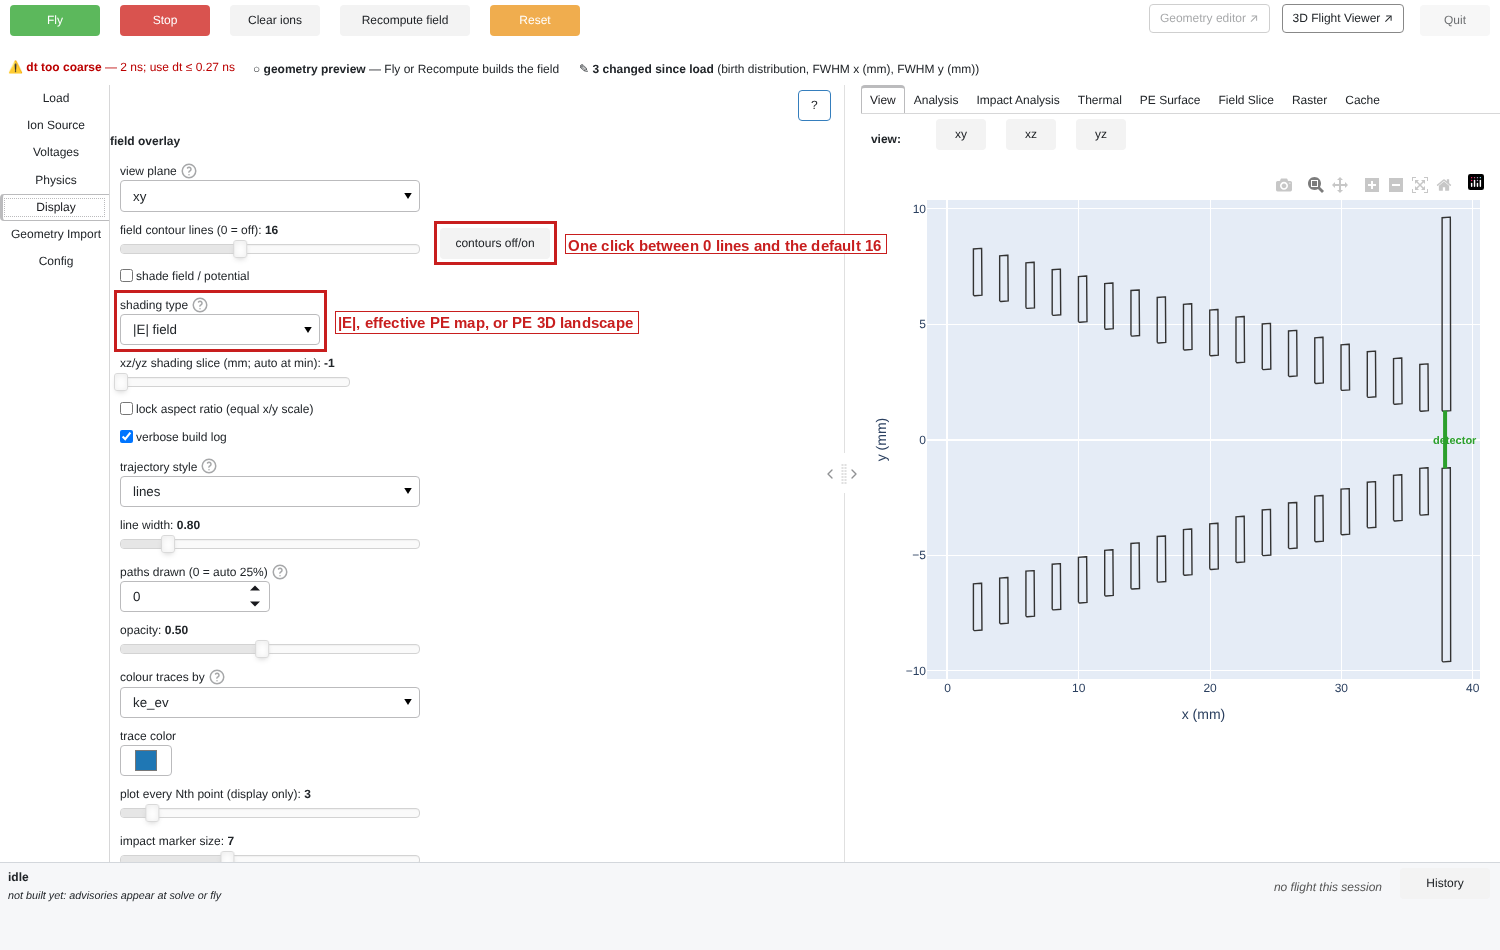 Fly
Stop
Clear ions
Recompute field
Reset
Geometry editor ↗
3D Flight Viewer ↗
Quit
⚠️ dt too coarse — 2 ns; use dt ≤ 0.27 ns
○ geometry preview — Fly or Recompute builds the field
✎ 3 changed since load (birth distribution, FWHM x (mm), FWHM y (mm))
Load
Ion Source
Voltages
Physics
Display
Geometry Import
Config
?
field overlay
view plane ?
xy
field contour lines (0 = off): 16
contours off/on
One click between 0 lines and the default 16
shade field / potential
shading type ?
|E| field
|E|, effective PE map, or PE 3D landscape
xz/yz shading slice (mm; auto at min): -1
lock aspect ratio (equal x/y scale)
verbose build log
trajectory style ?
lines
line width: 0.80
paths drawn (0 = auto 25%) ?
0
opacity: 0.50
colour traces by ?
ke_ev
trace color
plot every Nth point (display only): 3
impact marker size: 7
View
Analysis
Impact Analysis
Thermal
PE Surface
Field Slice
Raster
Cache
view:
xy
xz
yz
10
5
0
−5
−10
y (mm)
detector
0
10
20
30
40
x (mm)
idle
not built yet: advisories appear at solve or fly
no flight this session
History